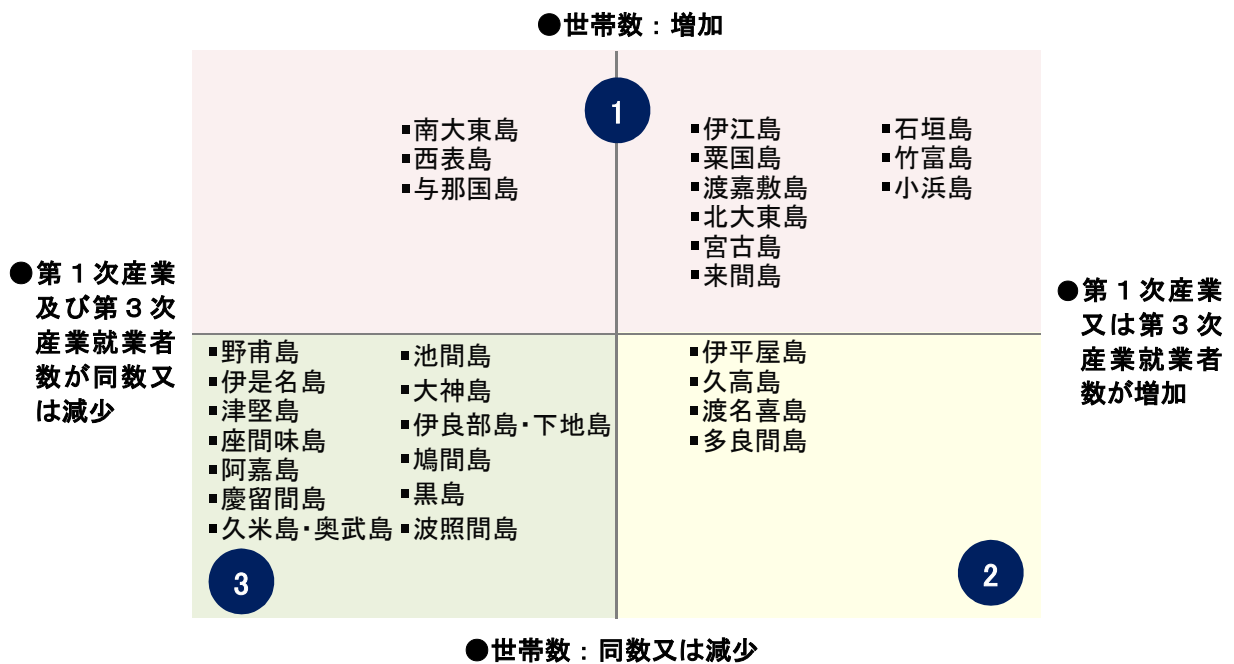 ●世帯数：増加
1
▪南大東島
▪西表島
▪与那国島
▪伊江島
▪粟国島
▪渡嘉敷島
▪北大東島
▪宮古島
▪来間島
▪石垣島
▪竹富島
▪小浜島
●第１次産業
及び第３次
産業就業者
数が同数又
は減少
●第１次産業
又は第３次
産業就業者
数が増加
▪野甫島
▪伊是名島
▪津堅島
▪座間味島
▪阿嘉島
▪慶留間島
▪久米島・奥武島
▪池間島
▪大神島
▪伊良部島・下地島
▪鳩間島
▪黒島
▪波照間島
3
▪伊平屋島
▪久高島
▪渡名喜島
▪多良間島
2
●世帯数：同数又は減少